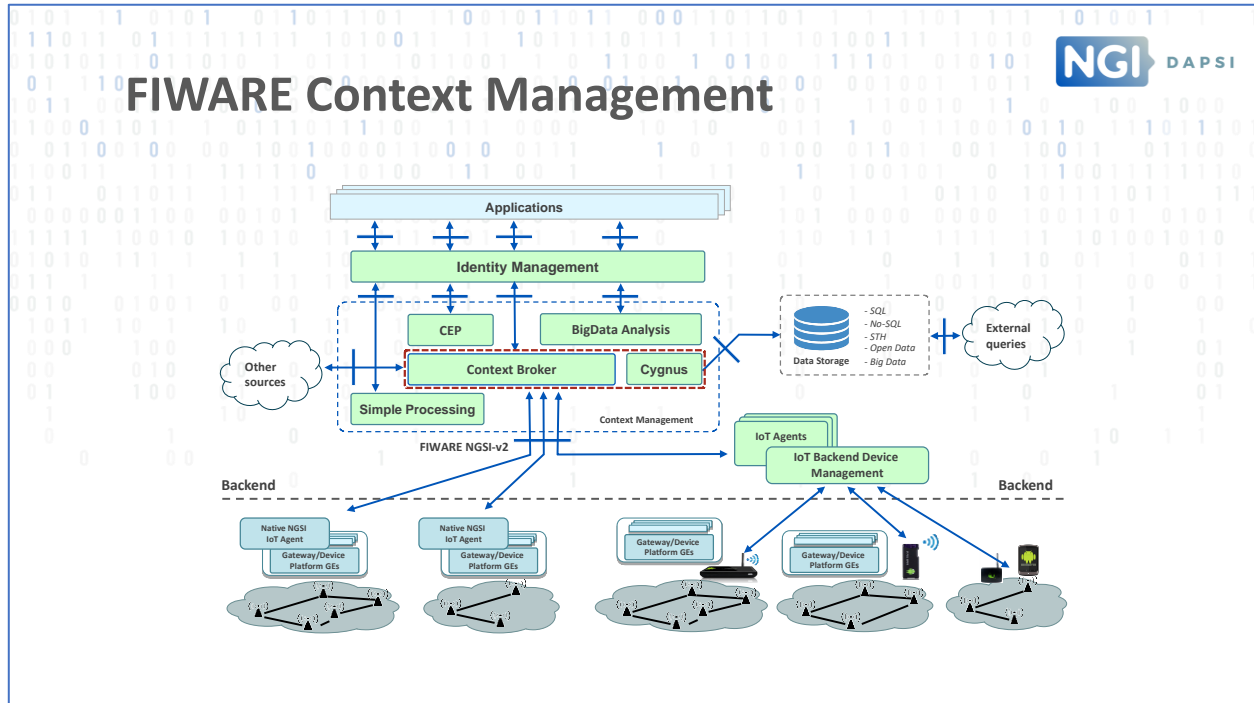 NGI DAPSI
FIWARE Context Management
Applications
Identity Management
CEP
BigData Analysis
Context Broker
Cygnus
Simple Processing
Context Management
Other
sources
FIWARE NGSI-v2
Data Storage
- SQL
- No-SQL
- STH
- Open Data
- Big Data
External
queries
IoT Agents
IoT Backend Device
Management
Backend
Backend
Native NGSI
IoT Agent
Gateway/Device
Platform GEs
Native NGSI
IoT Agent
Gateway/Device
Platform GEs
Gateway/Device
Platform GEs
Gateway/Device
Platform GEs